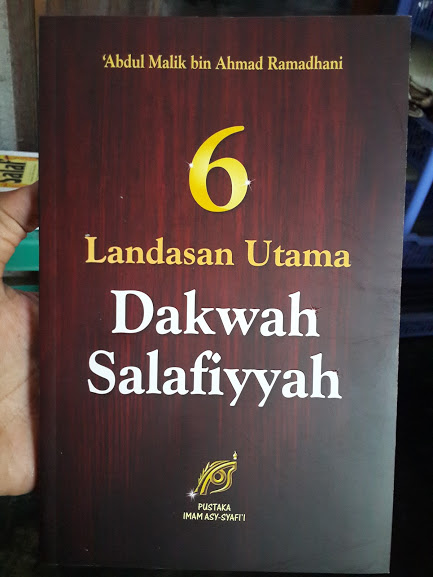 'Abdul Malik bin Ahmad Ramadhani
6
Landasan Utama
Dakwah
Salafiyyah
PUSTAKA
IMAM ASY-SYAFI'I